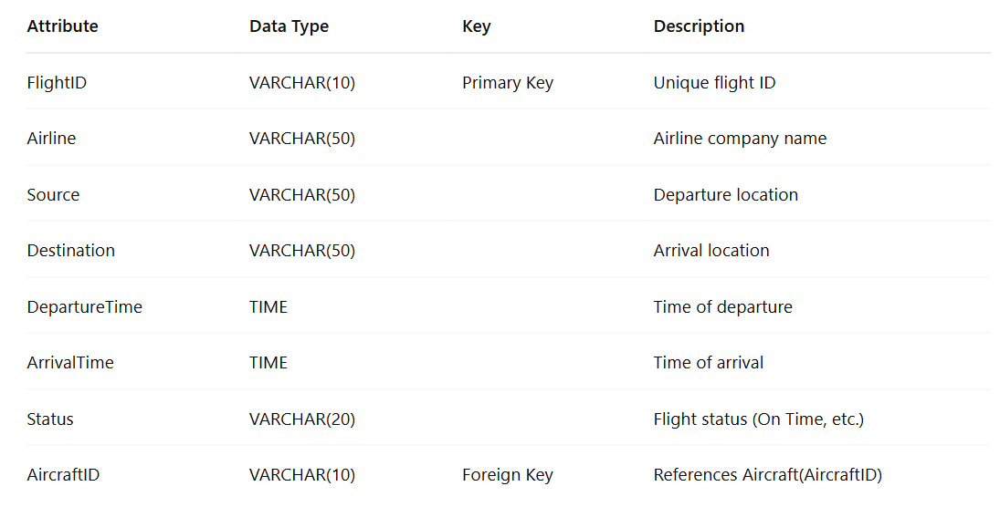 Attribute Data Type Key Description
FlightID VARCHAR(10) Primary Key Unique flight ID
Airline VARCHAR(50) Airline company name
Source VARCHAR(50) Departure location
Destination VARCHAR(50) Arrival location
DepartureTime TIME Time of departure
ArrivalTime TIME Time of arrival
Status VARCHAR(20) Flight status (On Time, etc.)
AircraftID VARCHAR(10) Foreign Key References Aircraft(AircraftID)